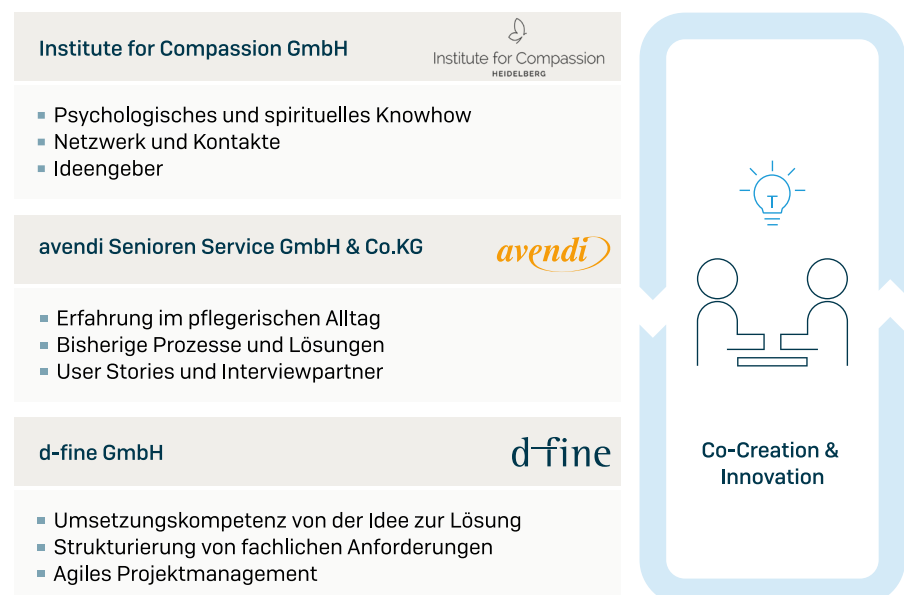 Institute for Compassion GmbH
Institute for Compassion
HEIDELBERG
Psychologisches und spirituelles Knowhow
Netzwerk und Kontakte
Ideengeber
avendi Senioren Service GmbH & Co.KG
avendi
Erfahrung im pflegerischen Alltag
Bisherige Prozesse und Lösungen
User Stories und Interviewpartner
d-fine GmbH
d-fine
Umsetzungskompetenz von der Idee zur Lösung
Strukturierung von fachlichen Anforderungen
Agiles Projektmanagement
T
Co-Creation &
Innovation